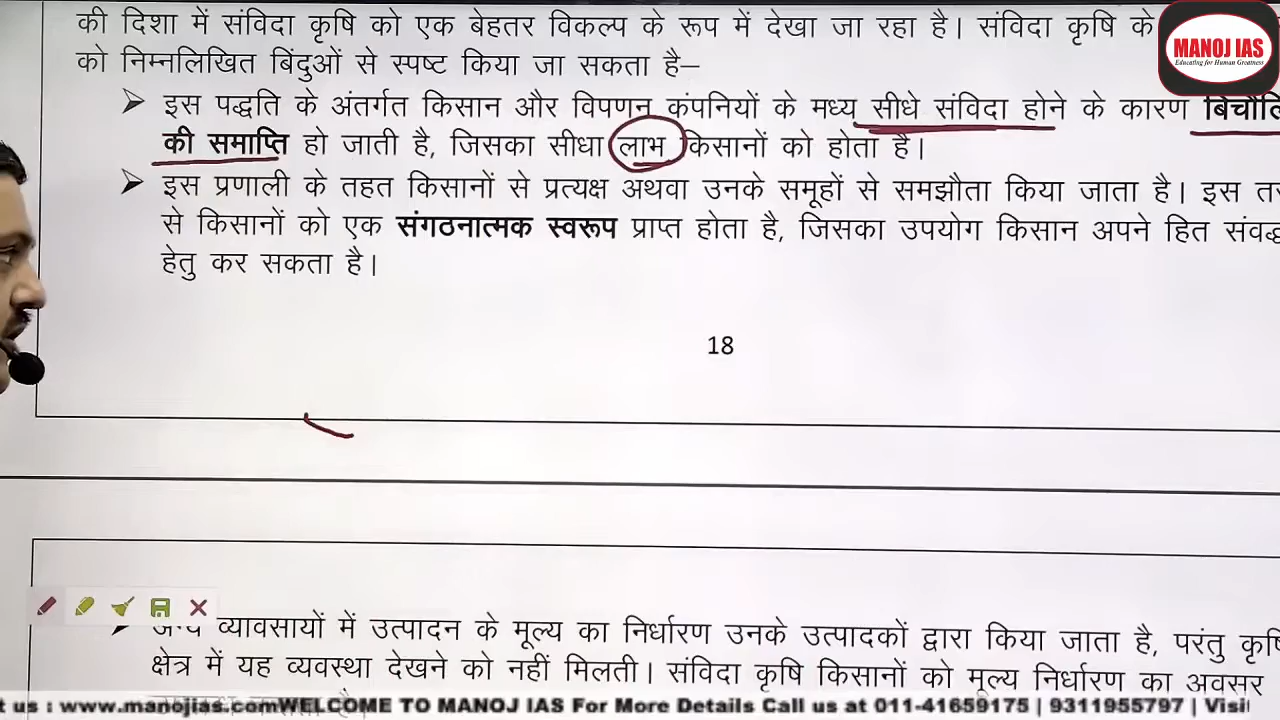 की दिशा में संविदा कृषि को एक बेहतर विकल्प के रूप में देखा जा रहा है। संविदा कृषि के
को निम्नलिखित बिंदुओं से स्पष्ट किया जा सकता है–
MANOJ IAS
Educating for Human Greatness
➢ इस पद्धति के अंतर्गत किसान और विपणन कंपनियों के मध्य सीधे संविदा होने के कारण
की समाप्ति हो जाती है, जिसका सीधा लाभ किसानों को होता है।
➢ इस प्रणाली के तहत किसानों से प्रत्यक्ष अथवा उनके समूहों से समझौता किया जाता है। इस
से किसानों को एक संगठनात्मक स्वरूप प्राप्त होता है, जिसका उपयोग किसान अपने हित
हेतु कर सकता है।
18
व्यावसायों में उत्पादन के मूल्य का निर्धारण उनके उत्पादकों द्वारा किया जाता है, परंतु
क्षेत्र में यह व्यवस्था देखने को नहीं मिलती। संविदा कृषि किसानों को मूल्य निर्धारण का अवसर
us : www.manojias.comWELCOME TO MANOJ IAS For More Details Call us at 011-41659175 | 9311955797 |